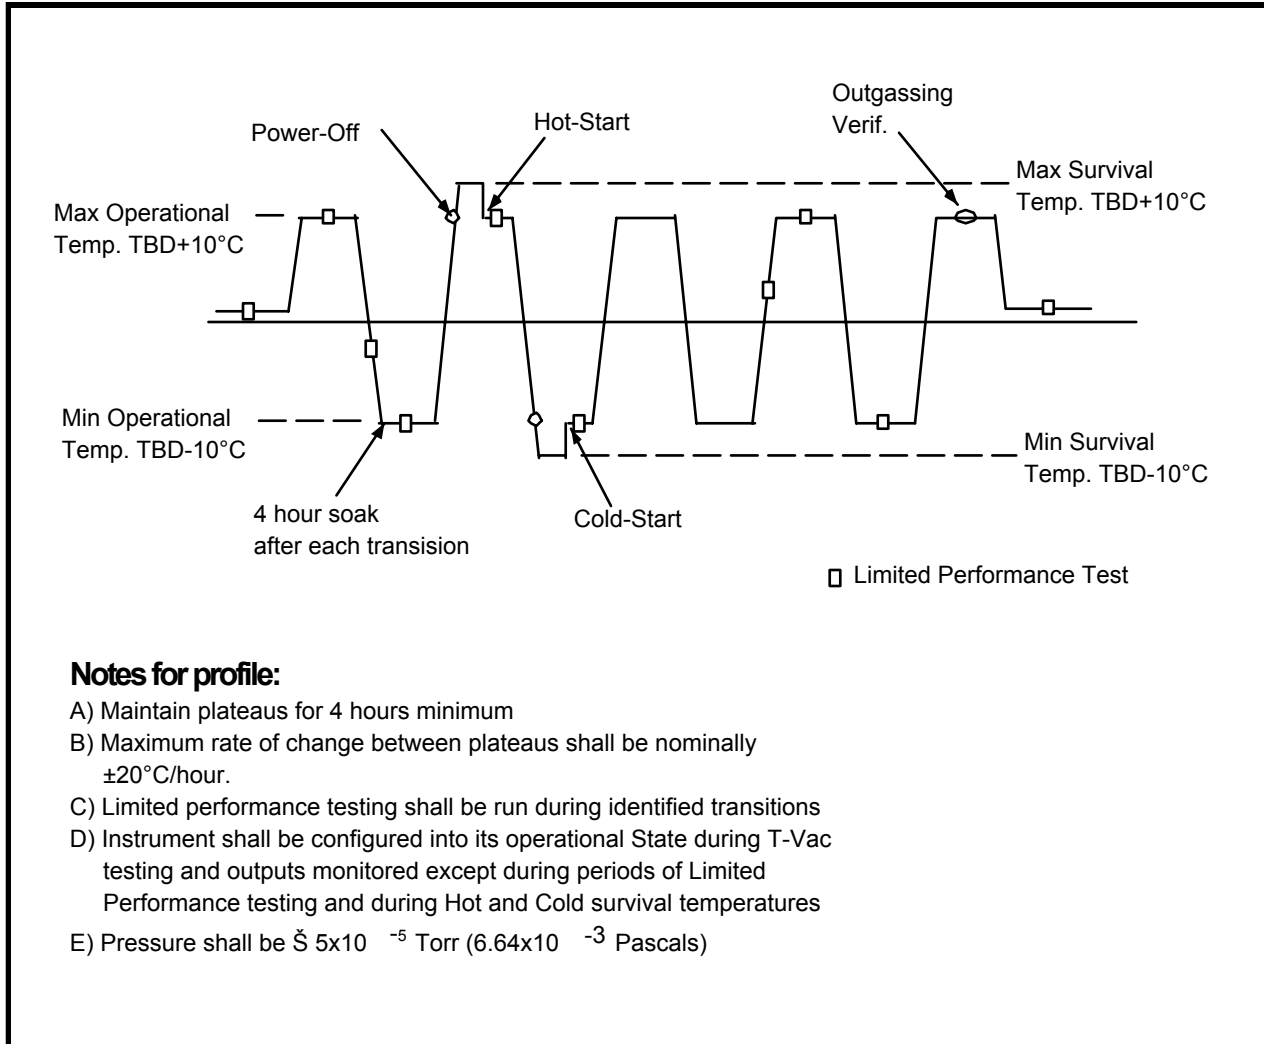 Outgassing
Verif.
Power-Off
Hot-Start
Max Survival
Temp. TBD+10°C
Max Operational
Temp. TBD+10°C
Min Operational
Temp. TBD-10°C
Min Survival
Temp. TBD-10°C
4 hour soak
after each transision
Cold-Start
Limited Performance Test
Notes for profile:
A) Maintain plateaus for 4 hours minimum
B) Maximum rate of change between plateaus shall be nominally
±20°C/hour.
C) Limited performance testing shall be run during identified transitions
D) Instrument shall be configured into its operational State during T-Vac
testing and outputs monitored except during periods of Limited
Performance testing and during Hot and Cold survival temperatures
E) Pressure shall be Š 5x10 -5 Torr (6.64x10 -3 Pascals)